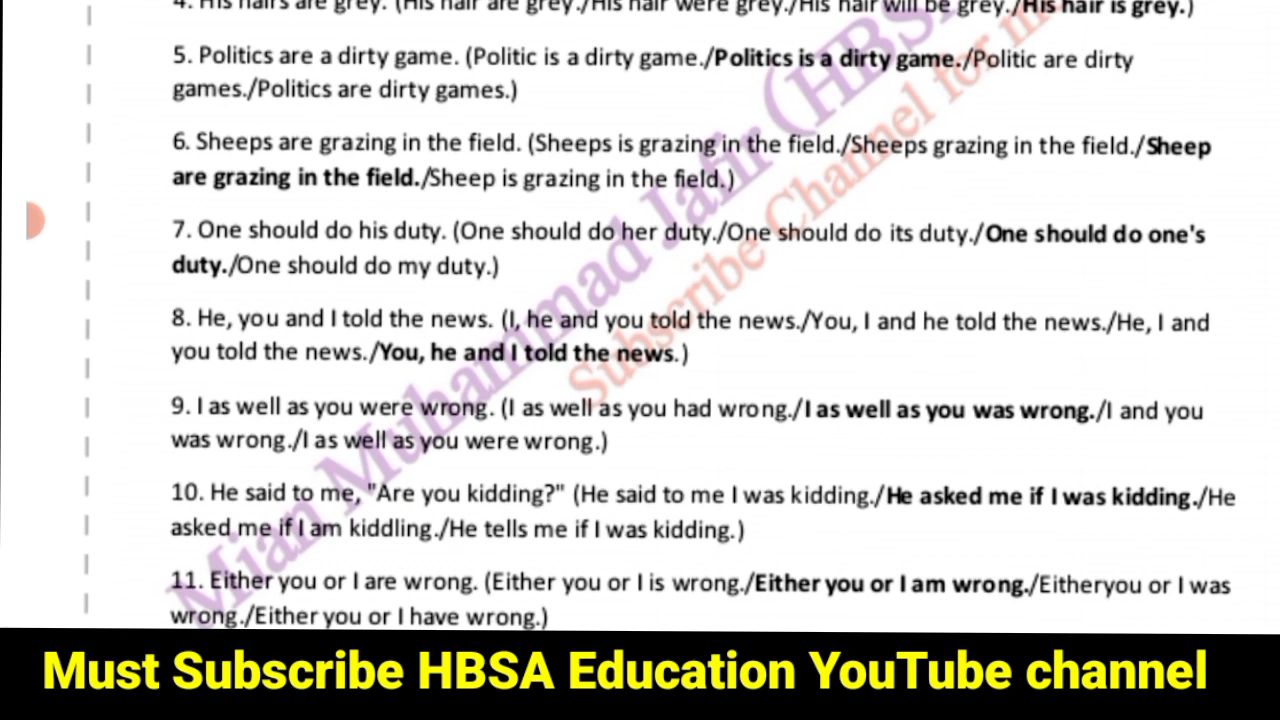 4. His hairs are grey. (His hair are grey./His hair were grey./His hair will be grey./His hair is grey.)
5. Politics are a dirty game. (Politic is a dirty game./Politics is a dirty game./Politic are dirty
games./Politics are dirty games.)
6. Sheeps are grazing in the field. (Sheeps is grazing in the field./Sheeps grazing in the field./Sheep
are grazing in the field./Sheep is grazing in the field.)
7. One should do his duty. (One should do her duty./One should do its duty./One should do one's
duty./One should do my duty.)
8. He, you and I told the news. (I, he and you told the news./You, I and he told the news./He, I and
you told the news./You, he and I told the news.)
9. I as well as you were wrong. (I as well as you had wrong./I as well as you was wrong./I and you
was wrong./I as well as you were wrong.)
10. He said to me, "Are you kidding?" (He said to me I was kidding./He asked me if I was kidding./He
asked me if I am kiddling./He tells me if I was kidding.)
11. Either you or I are wrong. (Either you or I is wrong./Either you or I am wrong./Eitheryou or I was
wrong./Either you or I have wrong.)
Mian Muhammad Jafir (HBSA
Subscribe Channel for
Must Subscribe HBSA Education YouTube channel